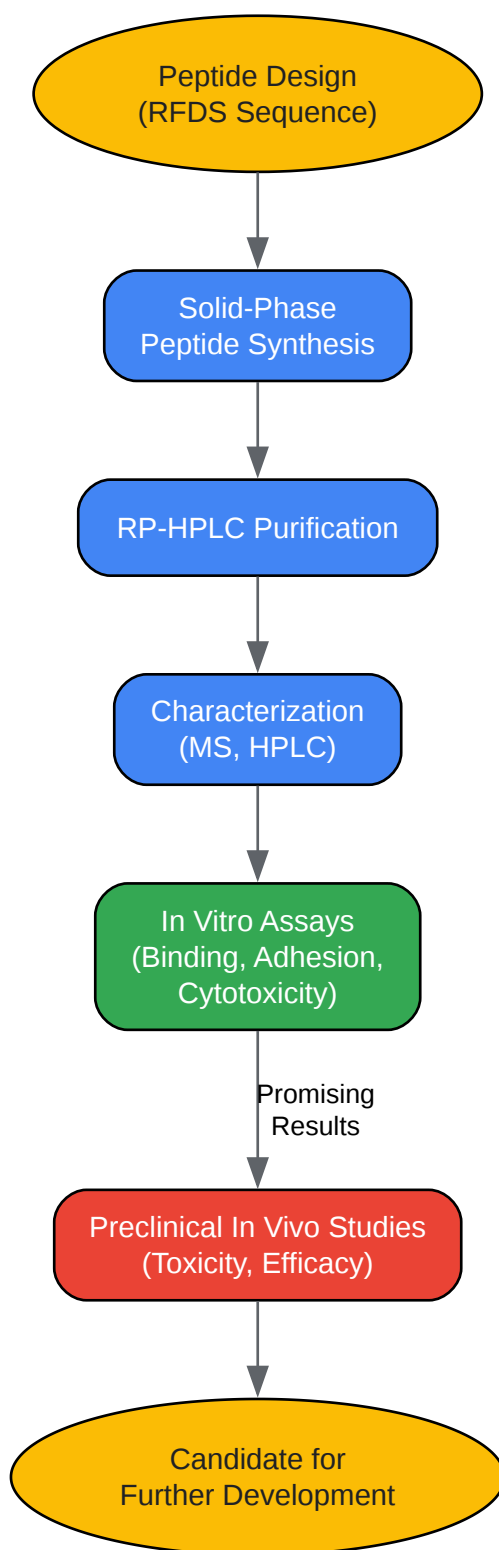 Peptide Design
(RFDS Sequence)
Solid-Phase
Peptide Synthesis
RP-HPLC Purification
Characterization
(MS, HPLC)
In Vitro Assays
(Binding, Adhesion,
Cytotoxicity)
Promising
Results
Preclinical In Vivo Studies
(Toxicity, Efficacy)
Candidate for
Further Development